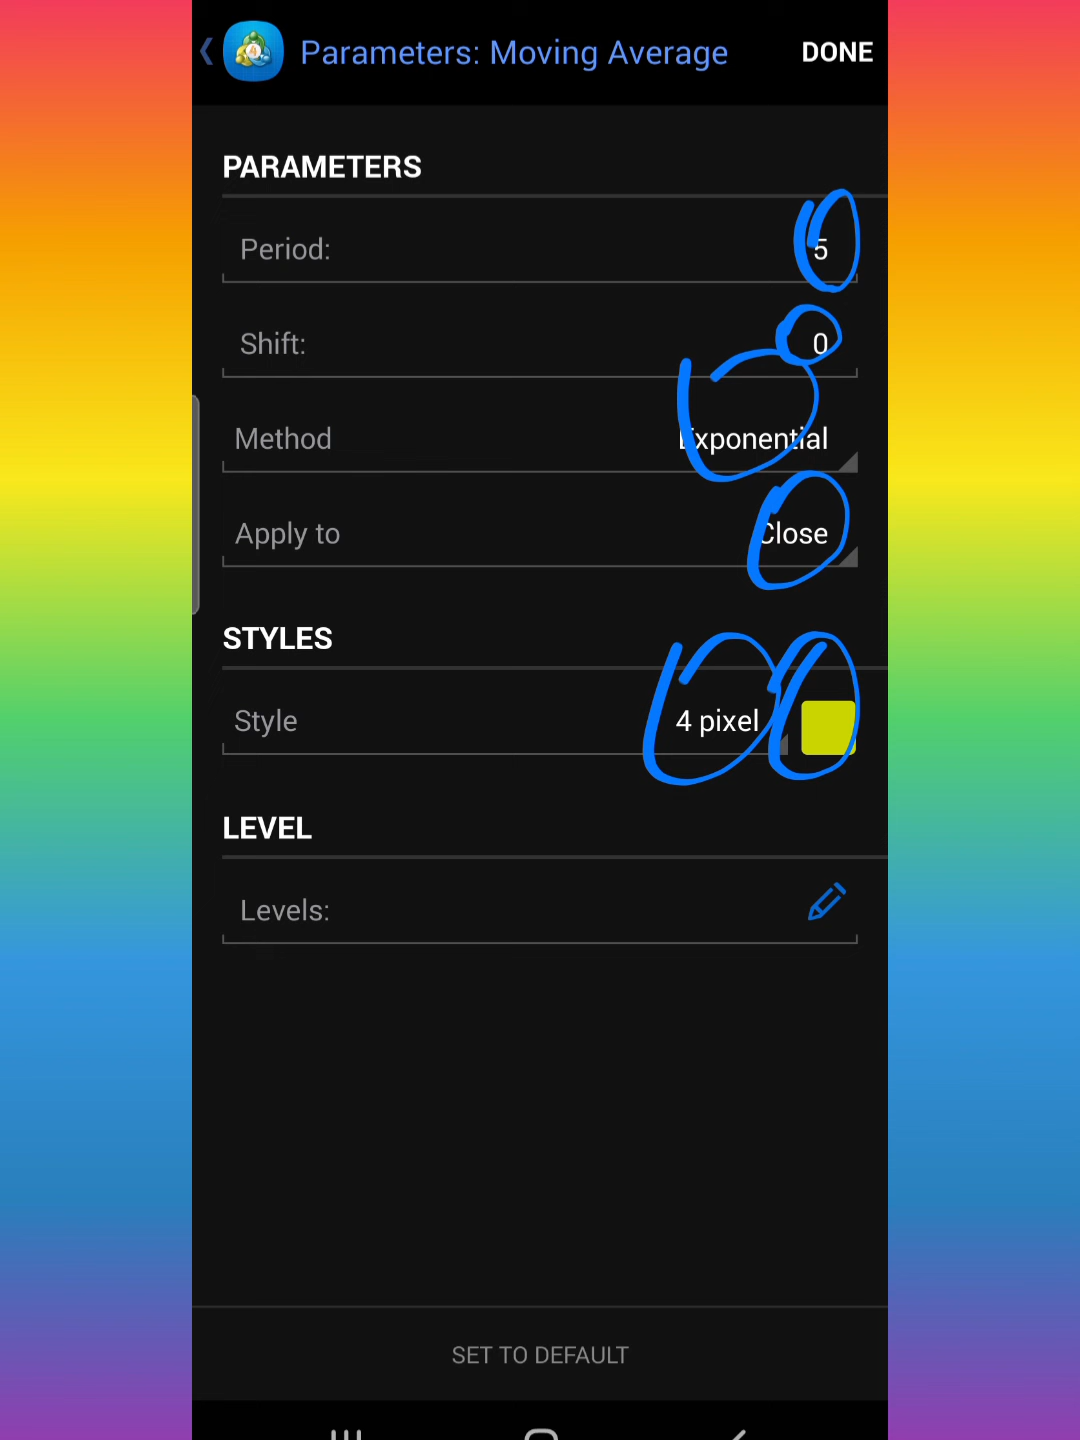 Parameters: Moving Average DONE
PARAMETERS
Period: 5
Shift: 0
Method Exponential
Apply to Close
STYLES
Style 4 pixel
LEVEL
Levels:
SET TO DEFAULT